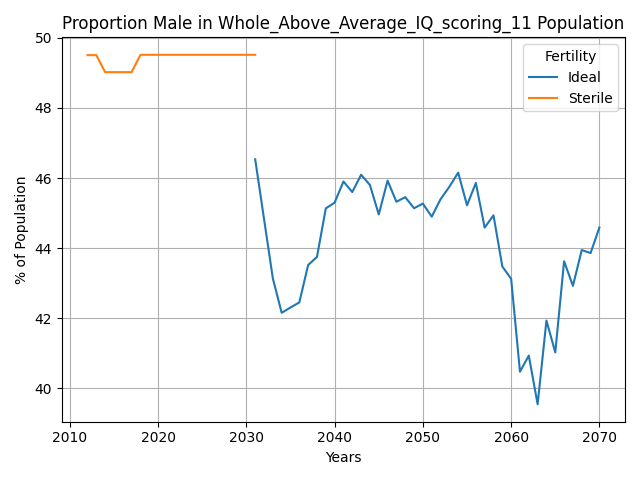 Proportion Male in Whole_Above_Average_IQ_scoring_11 Population
Fertility
Ideal
Sterile
% of Population
50
48
46
44
42
40
2010
2020
2030
2040
2050
2060
2070
Years